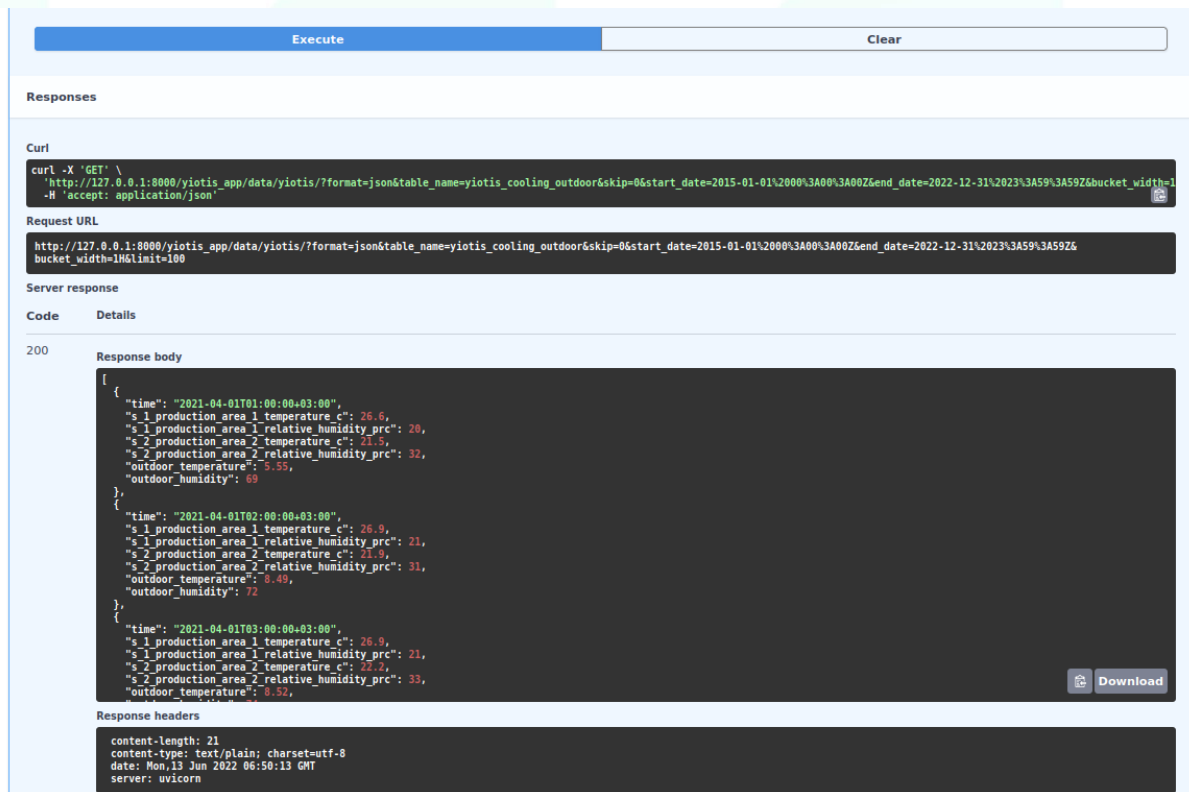 Execute
Clear
Responses
Curl
curl -X 'GET' \
'http://127.0.0.1:8000/yiotis_app/data/yiotis/?format=json&table_name=yiotis_cooling_outdoor&skip=0&start_date=2015-01-01%2000%3A00%3A00Z&end_date=2022-12-31%2023%3A59%3A59Z&bucket_width=1
-H 'accept: application/json'
Request URL
http://127.0.0.1:8000/yiotis_app/data/yiotis/?format=json&table_name=yiotis_cooling_outdoor&skip=0&start_date=2015-01-01%2000%3A00%3A00Z&end_date=2022-12-31%2023%3A59%3A59Z&
bucket_width=1H&limit=100
Server response
Code Details
200
Response body
[
{
"time": "2021-04-01T01:00:00+03:00",
"s_1_production_area_1_temperature_c": 26.6,
"s_1_production_area_1_relative_humidity_prc": 20,
"s_2_production_area_2_temperature_c": 21.5,
"s_2_production_area_2_relative_humidity_prc": 32,
"outdoor_temperature": 5.55,
"outdoor_humidity": 69
},
{
"time": "2021-04-01T02:00:00+03:00",
"s_1_production_area_1_temperature_c": 26.9,
"s_1_production_area_1_relative_humidity_prc": 21,
"s_2_production_area_2_temperature_c": 21.9,
"s_2_production_area_2_relative_humidity_prc": 31,
"outdoor_temperature": 8.49,
"outdoor_humidity": 72
},
{
"time": "2021-04-01T03:00:00+03:00",
"s_1_production_area_1_temperature_c": 26.9,
"s_1_production_area_1_relative_humidity_prc": 21,
"s_2_production_area_2_temperature_c": 22.2,
"s_2_production_area_2_relative_humidity_prc": 33,
"outdoor_temperature": 8.52,
Download
Response headers
content-length: 21
content-type: text/plain; charset=utf-8
date: Mon,13 Jun 2022 06:50:13 GMT
server: uvicorn